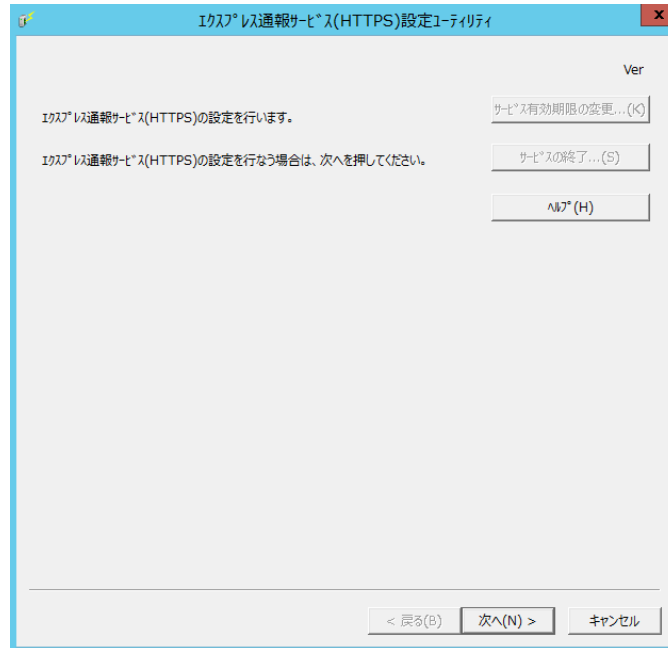 ｴｸｽﾌﾟﾚｽ通報ｻｰﾋﾞｽ(HTTPS)設定ﾕｰﾃｨﾘﾃｨ
x
Ver
ｻｰﾋﾞｽ有効期限の変更...(K)
ｴｸｽﾌﾟﾚｽ通報ｻｰﾋﾞｽ(HTTPS)の設定を行います。
ｴｸｽﾌﾟﾚｽ通報ｻｰﾋﾞｽ(HTTPS)の設定を行なう場合は、次へを押してください。
ｻｰﾋﾞｽの終了...(S)
ﾍﾙﾌﾟ(H)
< 戻る(B)
次へ(N) >
キャンセル